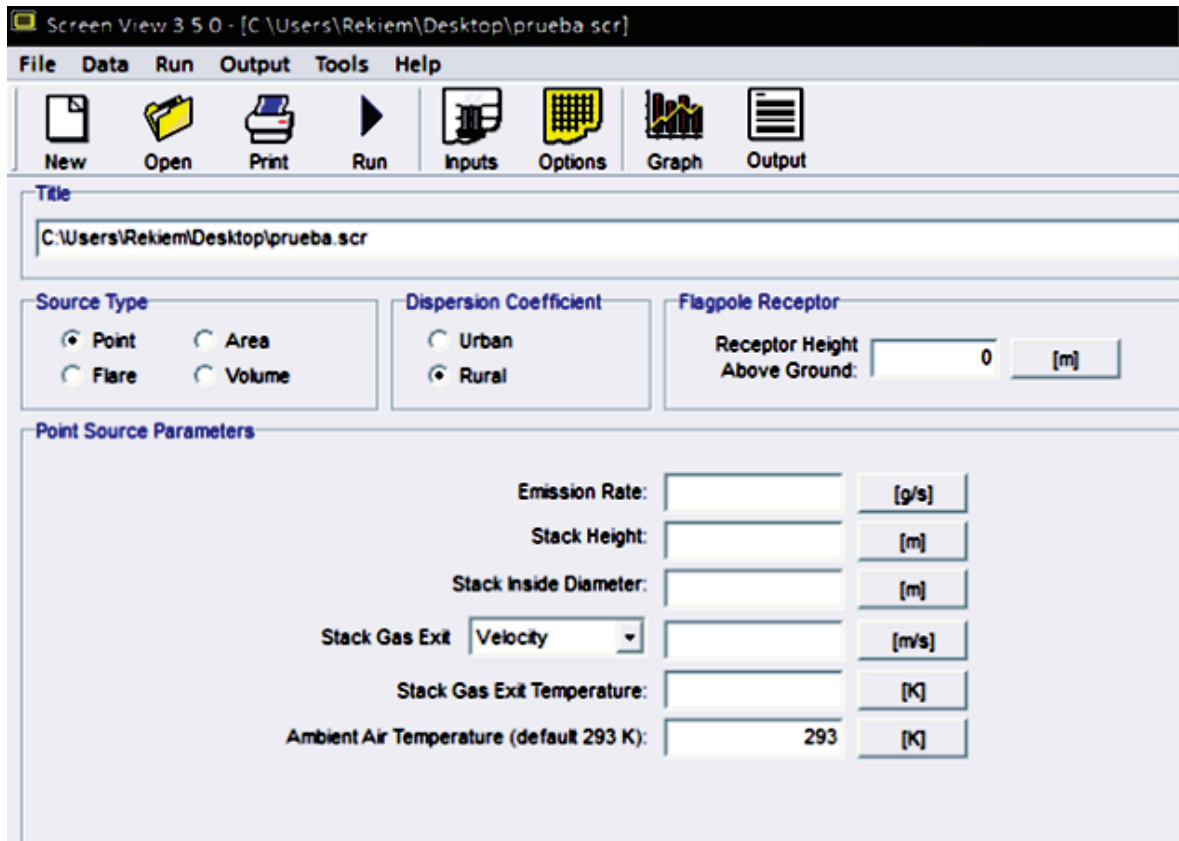 Screen View 3 5 0 - [C \Users\Rekiem\Desktop\prueba scr]
File Data Run Output Tools Help
New Open Print Run Inputs Options Graph Output
Title
C:\Users\Rekiem\Desktop\prueba.scr
Source Type
Point Area
Flare Volume
Dispersion Coefficient
Urban
Rural
Flagpole Receptor
Receptor Height
Above Ground: 0 [m]
Point Source Parameters
Emission Rate: [g/s]
Stack Height: [m]
Stack Inside Diameter: [m]
Stack Gas Exit Velocity [m/s]
Stack Gas Exit Temperature: [K]
Ambient Air Temperature (default 293 K): 293 [K]